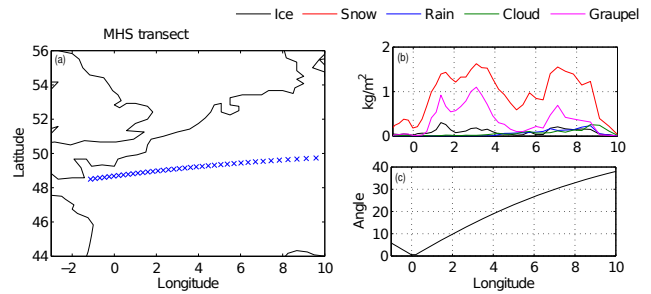 Ice Snow Rain Cloud Graupel
MHS transect
(a)
56
54
52
50
48
46
44
Latitude
−2 0 2 4 6 8 10
Longitude
(b)
2
1
0
kg/m²
0 2 4 6 8 10
(c)
40
30
20
10
0
Angle
0 2 4 6 8 10
Longitude